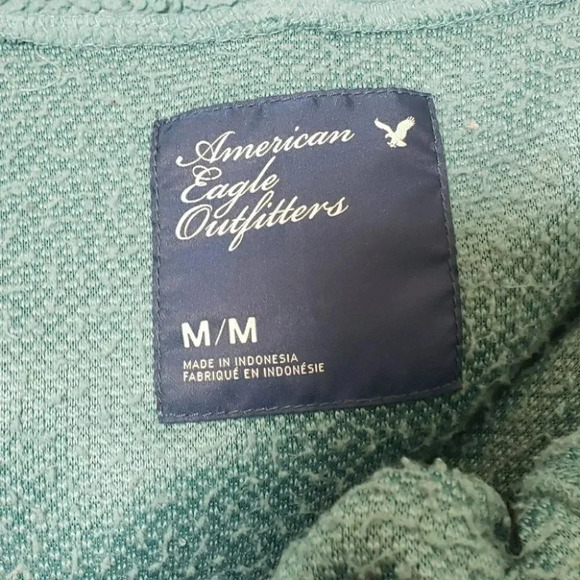 American
Eagle
Outfitters
M/M
MADE IN INDONESIA
FABRIQUÉ EN INDONÉSIE